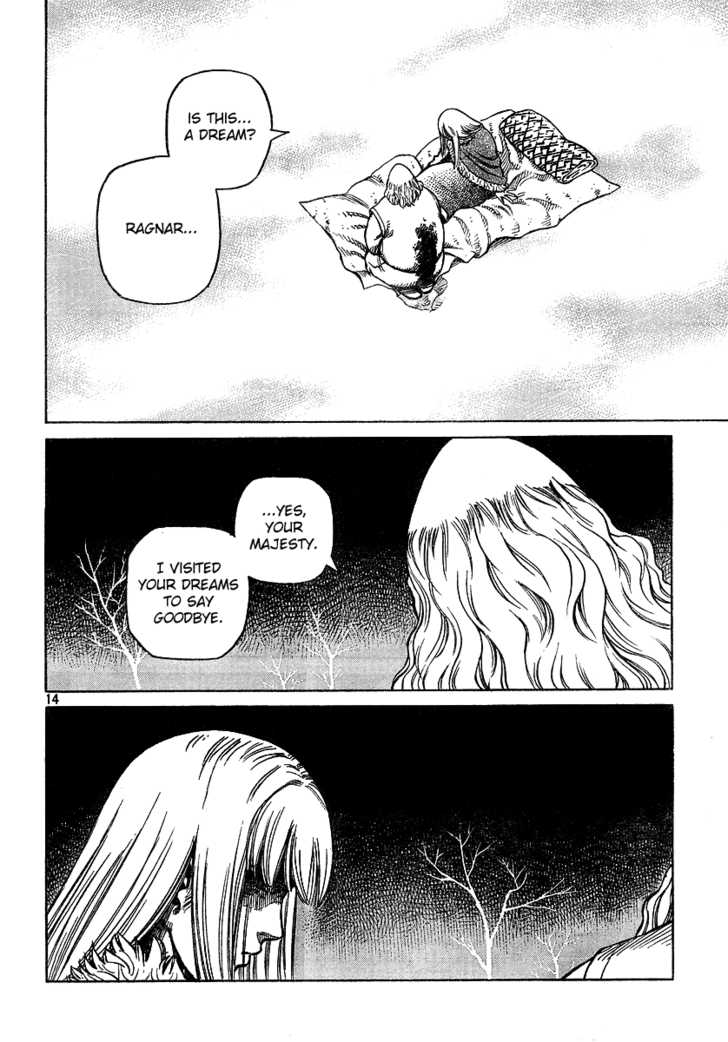 IS THIS...
A DREAM?
RAGNAR...
...YES,
YOUR
MAJESTY.
I VISITED
YOUR DREAMS
TO SAY
GOODBYE.
14